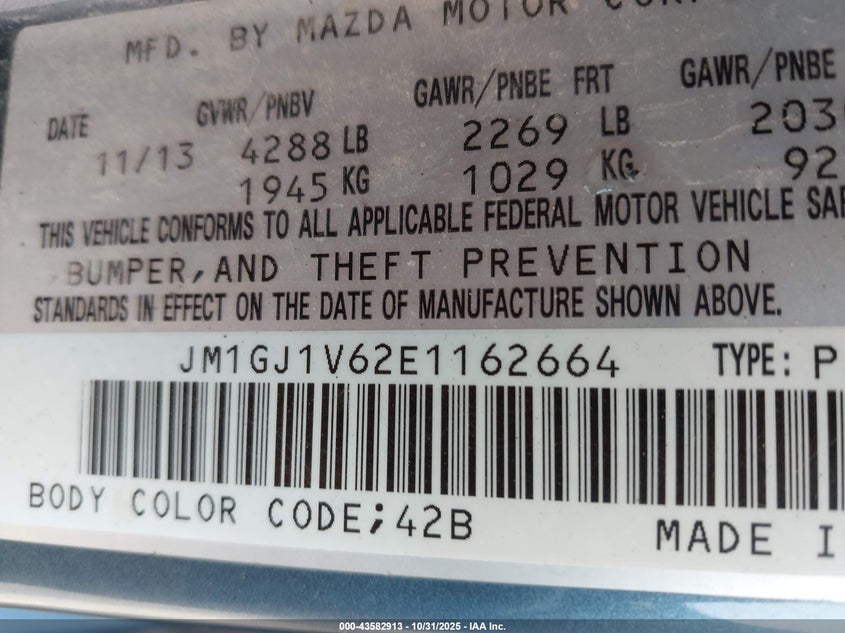 MFD. BY MAZDA MOTOR
DATE GVWR/PNBV GAWR/PNBE FRT GAWR/PNBE
11/13 4288 LB 2269 LB
1945 KG 1029 KG
THIS VEHICLE CONFORMS TO ALL APPLICABLE FEDERAL MOTOR VEHICLE
BUMPER, AND THEFT PREVENTION
STANDARDS IN EFFECT ON THE DATE OF MANUFACTURE SHOWN ABOVE.
JM1GJ1V62E1162664 TYPE: P
BODY COLOR CODE;42B
MADE
000-43582913 - 10/31/2025 - IAA Inc.